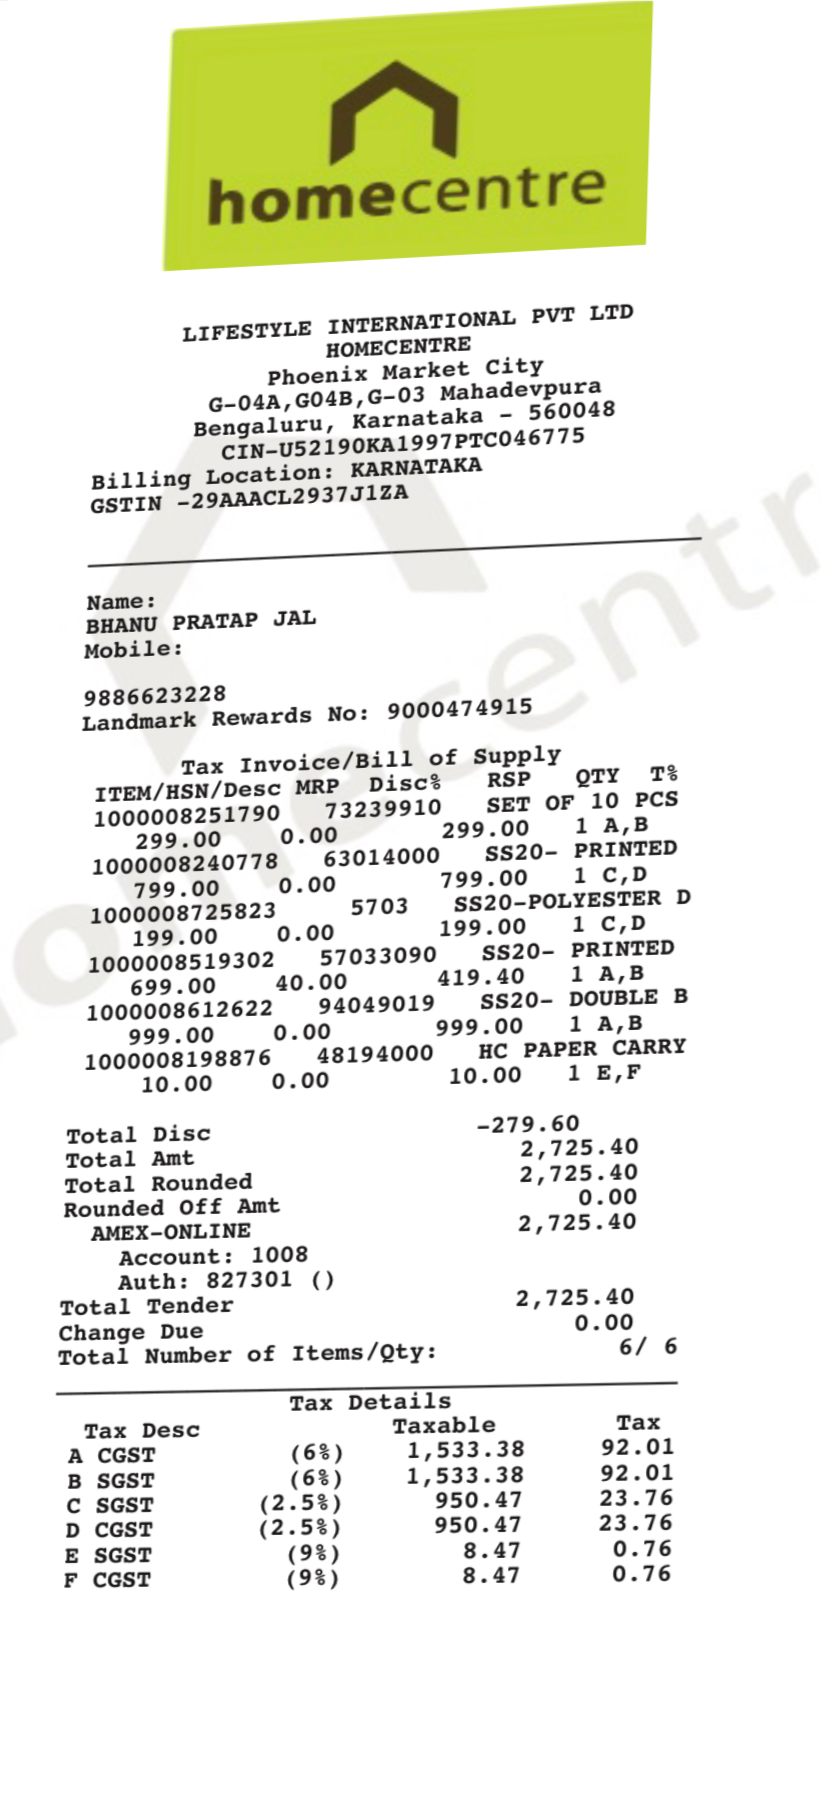 homecentre
LIFESTYLE INTERNATIONAL PVT LTD
HOMECENTRE
Phoenix Market City
G-04A,G04B,G-03 Mahadevpura
Bengaluru, Karnataka - 560048
CIN-U52190KA1997PTC046775
Billing Location: KARNATAKA
GSTIN -29AAACL2937J1ZA
Name:
BHANU PRATAP JAL
Mobile:
9886623228
Landmark Rewards No: 9000474915
Tax Invoice/Bill of Supply
ITEM/HSN/Desc MRP Disc% RSP QTY T%
1000008251790 73239910 SET OF 10 PCS
299.00 0.00 299.00 1 A,B
1000008240778 63014000 SS20- PRINTED
799.00 0.00 799.00 1 C,D
1000008725823 5703 SS20-POLYESTER D
199.00 0.00 199.00 1 C,D
1000008519302 57033090 SS20- PRINTED
699.00 40.00 419.40 1 A,B
1000008612622 94049019 SS20- DOUBLE B
999.00 0.00 999.00 1 A,B
1000008198876 48194000 HC PAPER CARRY
10.00 0.00 10.00 1 E,F
Total Disc -279.60
Total Amt 2,725.40
Total Rounded 2,725.40
Rounded Off Amt 0.00
AMEX-ONLINE 2,725.40
Account: 1008
Auth: 827301 ()
Total Tender 2,725.40
Change Due 0.00
Total Number of Items/Qty: 6/ 6
Tax Details
Tax Desc Taxable Tax
A CGST (6%) 1,533.38 92.01
B SGST (6%) 1,533.38 92.01
C SGST (2.5%) 950.47 23.76
D CGST (2.5%) 950.47 23.76
E SGST (9%) 8.47 0.76
F CGST (9%) 8.47 0.76
homecentr